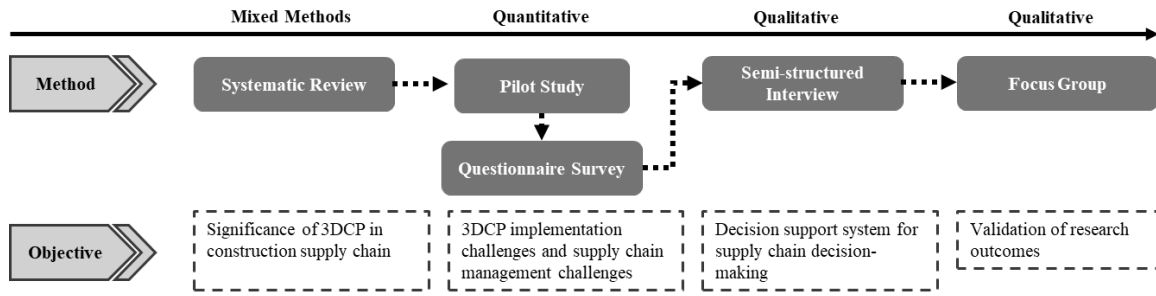 Mixed Methods
Quantitative
Qualitative
Qualitative
Method
Systematic Review
Pilot Study
Semi-structured
Interview
Focus Group
Questionnaire Survey
Objective
Significance of 3DCP in
construction supply chain
3DCP implementation
challenges and supply chain
management challenges
Decision support system for
supply chain decision-
making
Validation of research
outcomes